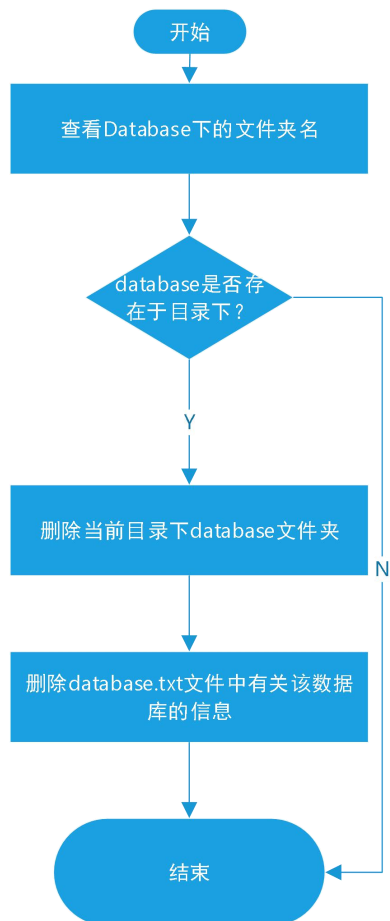 开始
查看Database下的文件夹名
database是否存
在于目录下？
Y
删除当前目录下database文件夹
N
删除database.txt文件中有关该数据
库的信息
结束